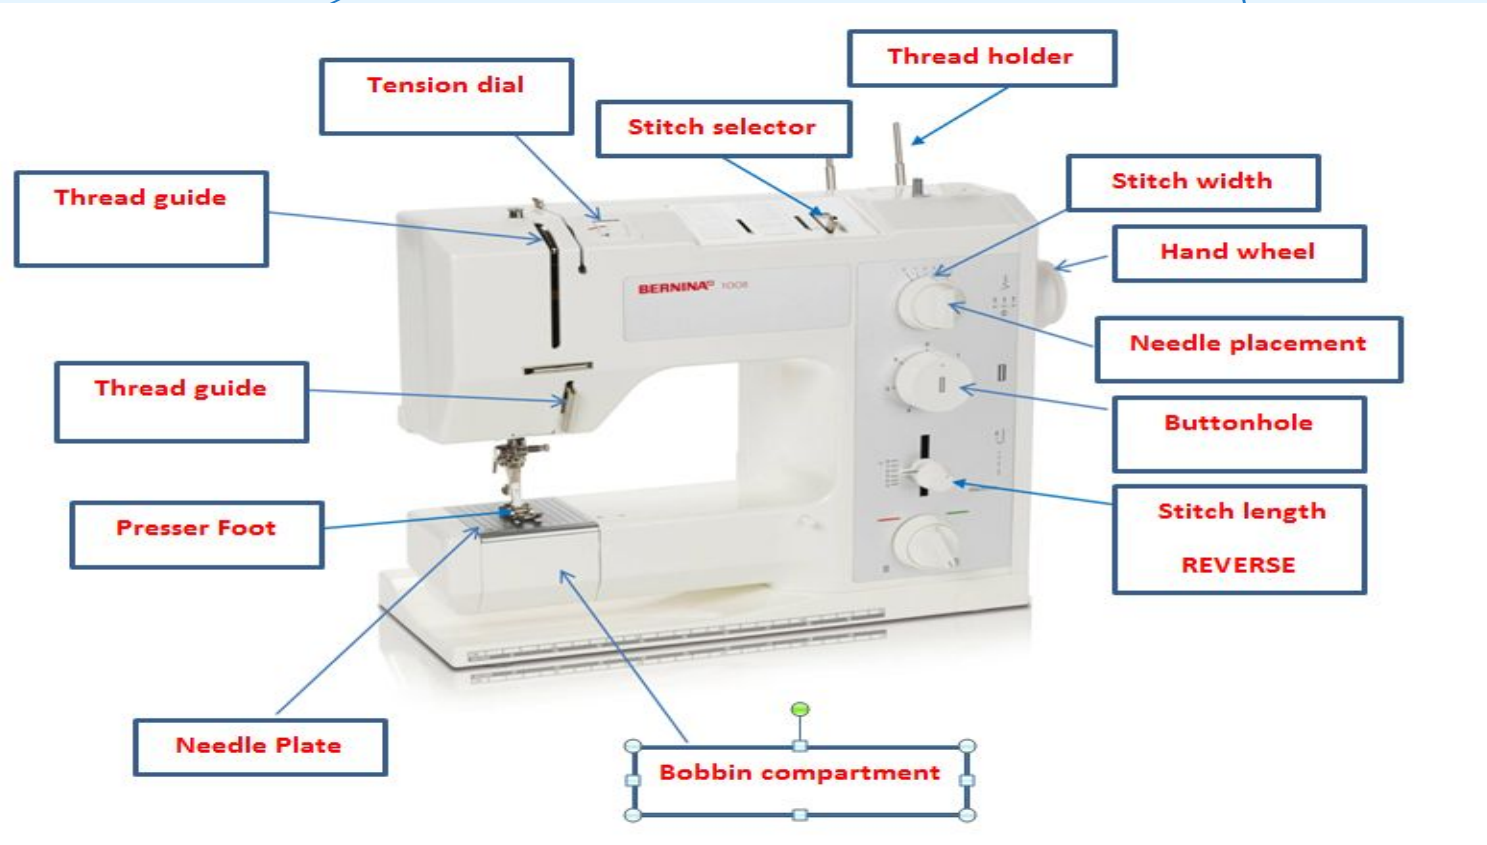 Thread holder
Tension dial
Stitch selector
Stitch width
Thread guide
Hand wheel
BERNINA 1008
Needle placement
Thread guide
Buttonhole
Stitch length
REVERSE
Presser Foot
Needle Plate
Bobbin compartment